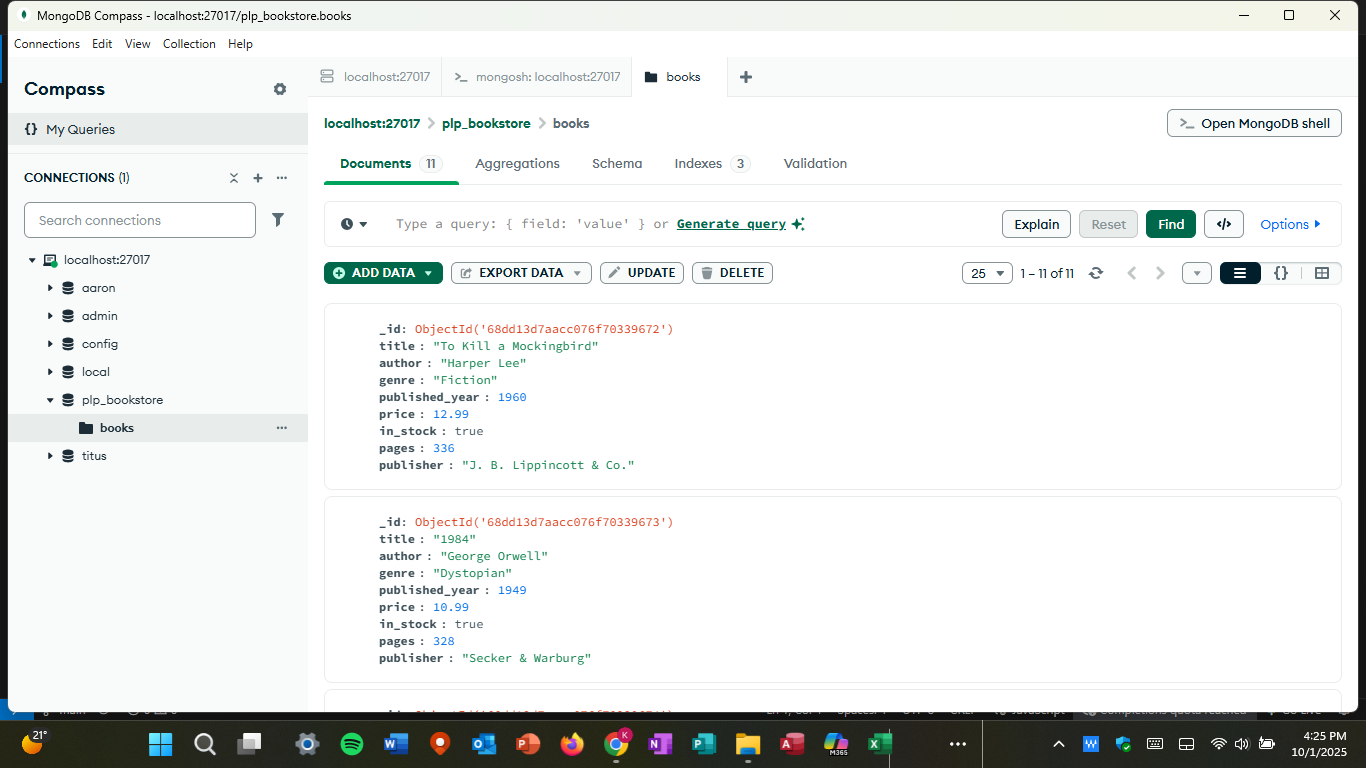 MongoDB Compass - localhost:27017/plp_bookstore.books
Connections Edit View Collection Help
Compass
{} My Queries
CONNECTIONS (1)
Search connections
localhost:27017
aaron
admin
config
local
plp_bookstore
books
titus
localhost:27017
>_ mongosh: localhost:27017
books
localhost:27017 > plp_bookstore > books
>_ Open MongoDB shell
Documents 11 Aggregations Schema Indexes 3 Validation
Type a query: { field: 'value' } or Generate query
Explain Reset Find </> Options
ADD DATA EXPORT DATA UPDATE DELETE
25 1 – 11 of 11 {}
_id: ObjectId('68dd13d7aacc076f70339672')
title : "To Kill a Mockingbird"
author : "Harper Lee"
genre : "Fiction"
published_year : 1960
price : 12.99
in_stock : true
pages : 336
publisher : "J. B. Lippincott & Co."
_id: ObjectId('68dd13d7aacc076f70339673')
title : "1984"
author : "George Orwell"
genre : "Dystopian"
published_year : 1949
price : 10.99
in_stock : true
pages : 328
publisher : "Secker & Warburg"
21°
K
M365
4:25 PM
10/1/2025